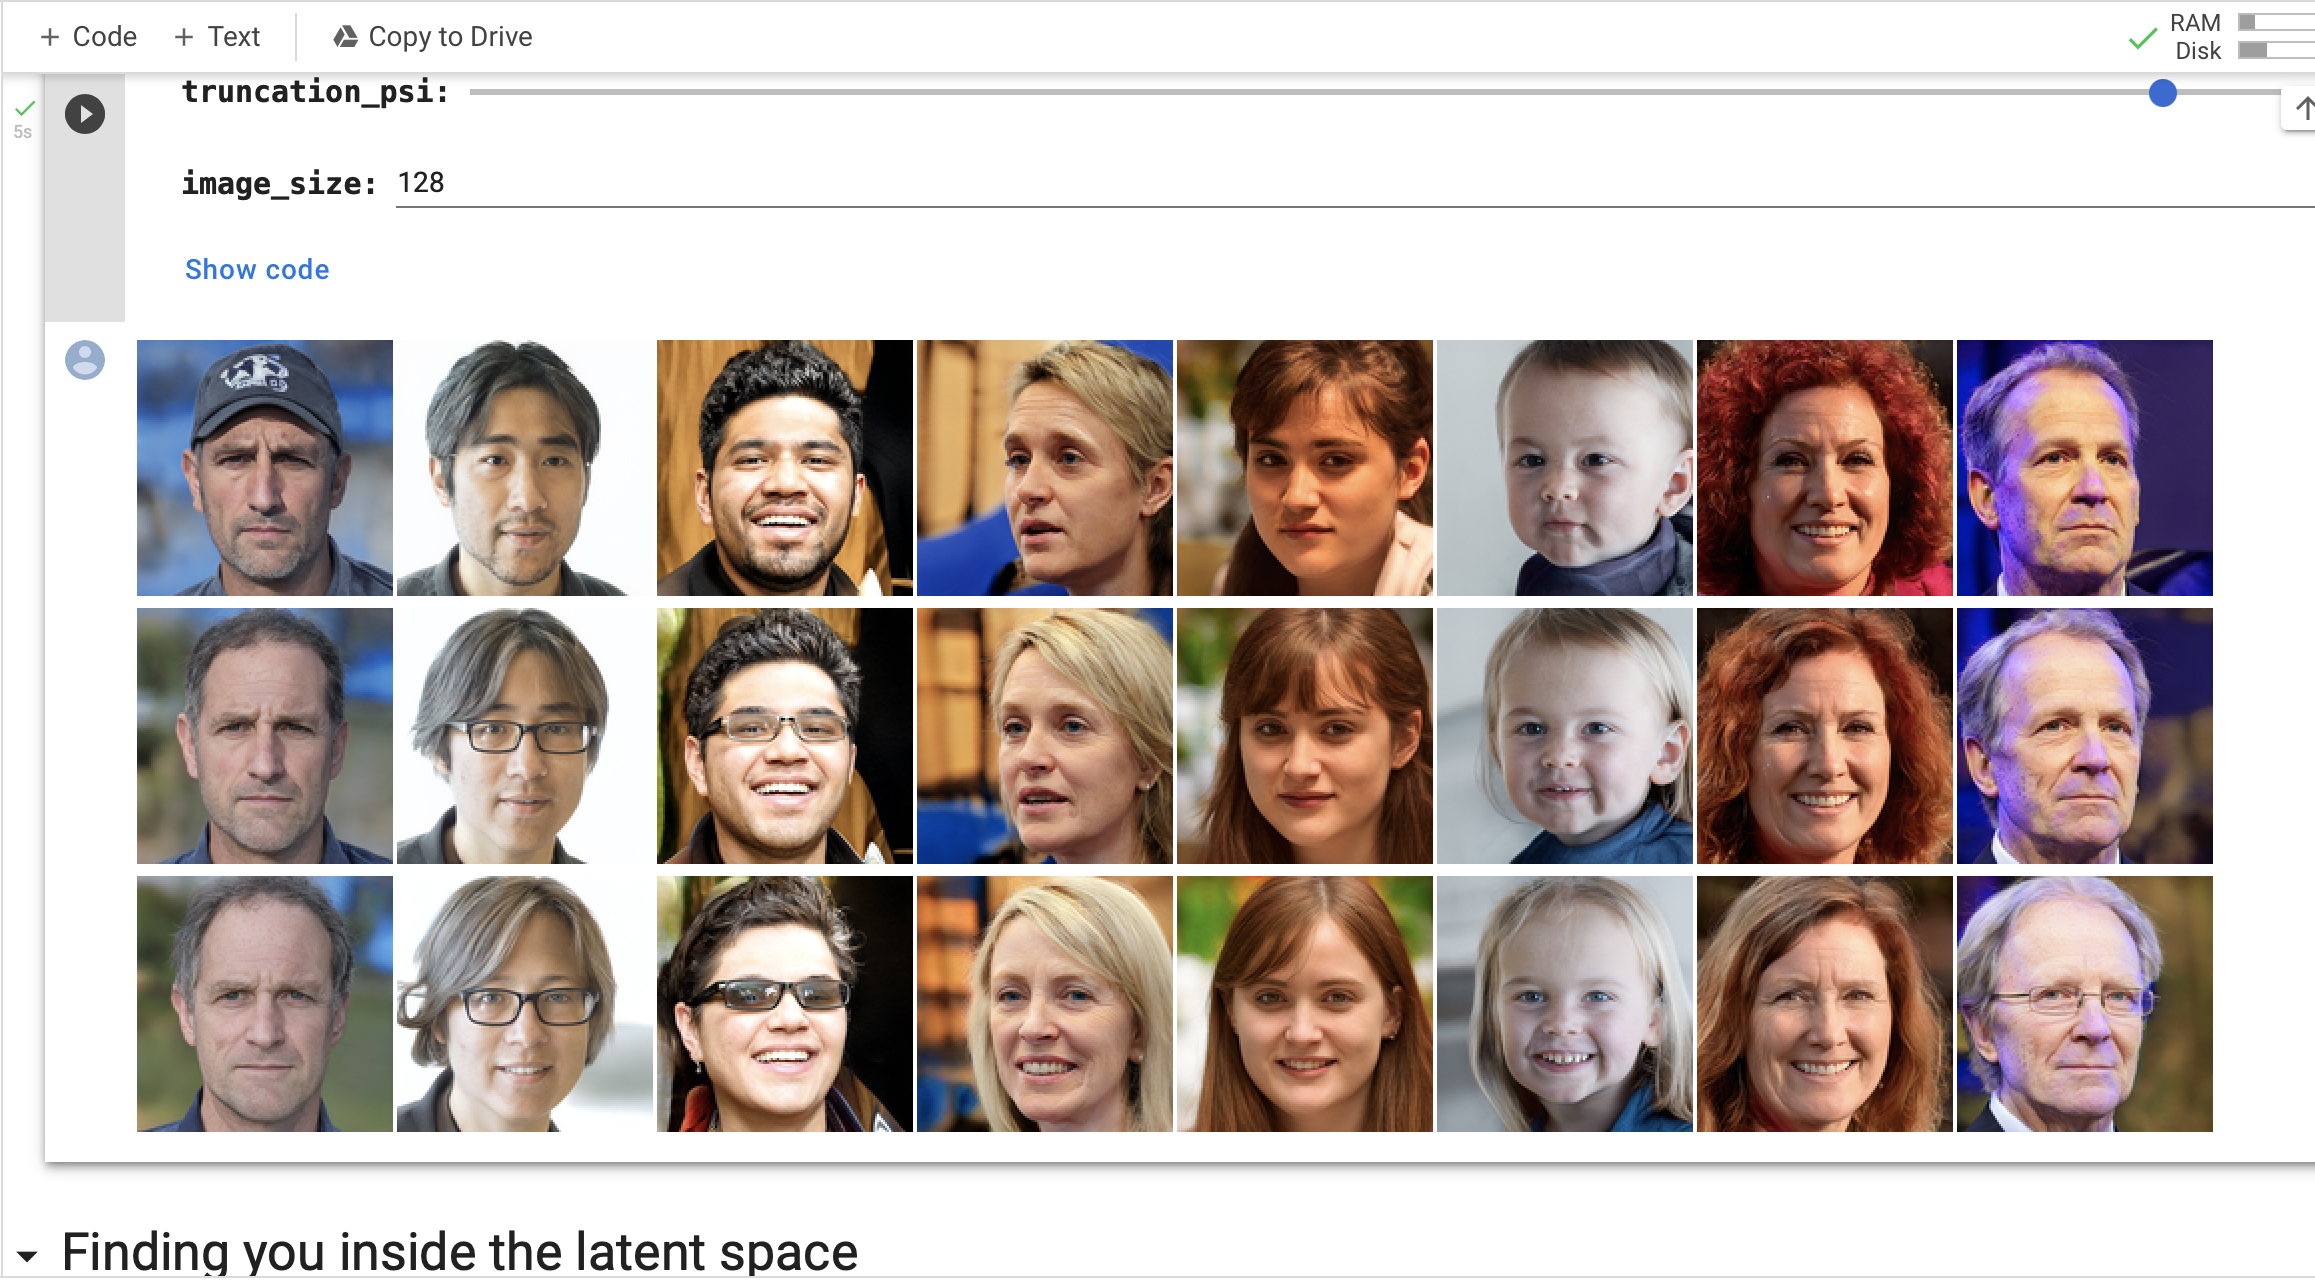 + Code + Text Copy to Drive
RAM
Disk
truncation_psi:
5s
image_size: 128
Show code
Finding you inside the latent space